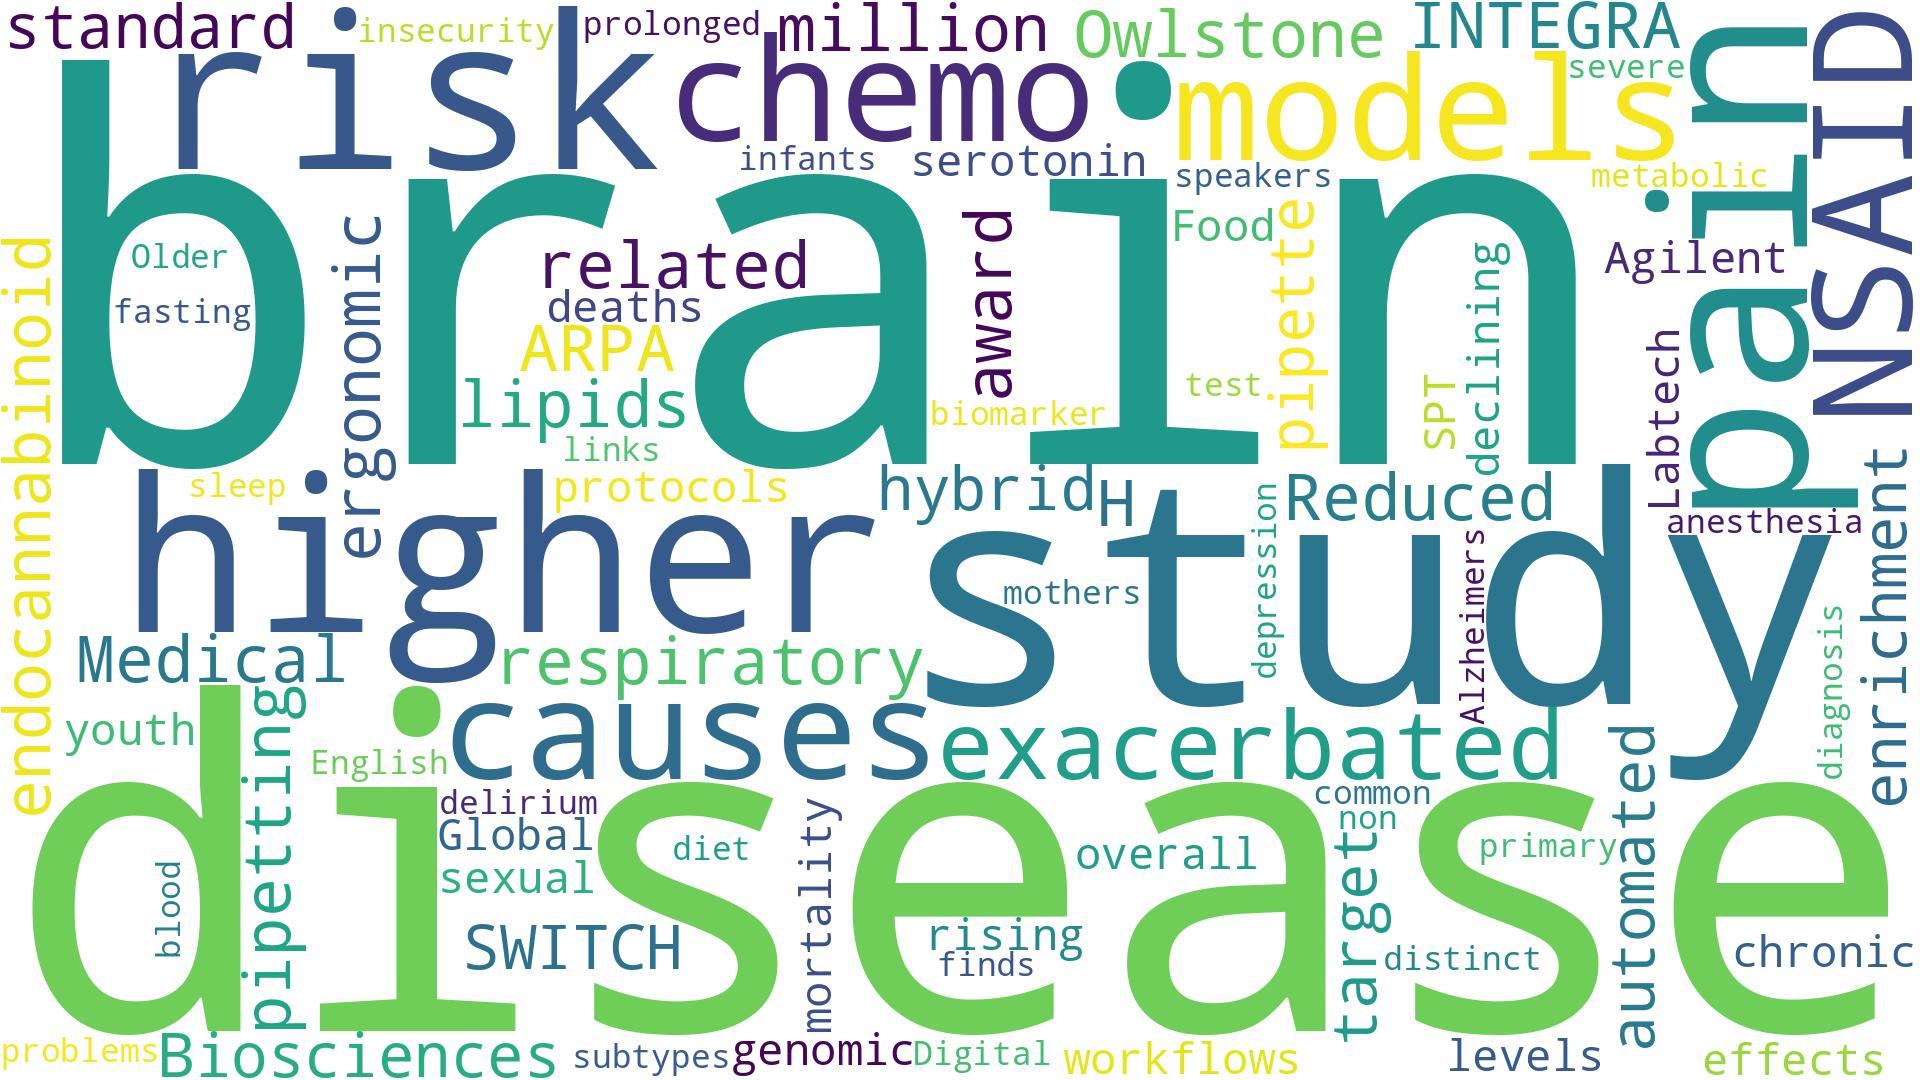 standard
risk
insecurity
prolonged
million
chemo
Owlstone
models
INTEGRA
severe
pain
NSAID
brain
infants
serotonin
speakers
metabolic
endocannabinoid
Older
fasting
ergonomic
related
deaths
ARPA
lipids
links
award
biomarker
Food
pipette
test
SPT
declining
Agilent
Labtech
sleep
higher
protocols
hybrid
H
study
mothers
depression
Reduced
Alzheimers
anesthesia
enrichment
diagnosis
Medical
respiratory
youth
pipetting
English
causes
exacerbated
automated
disease
delirium
Global
sexual
diet
mortality
overall
common
non
target
primary
blood
SWITCH
rising
finds
distinct
chronic
problems
Biosciences
subtypes
genomic
Digital
workflows
levels
effects